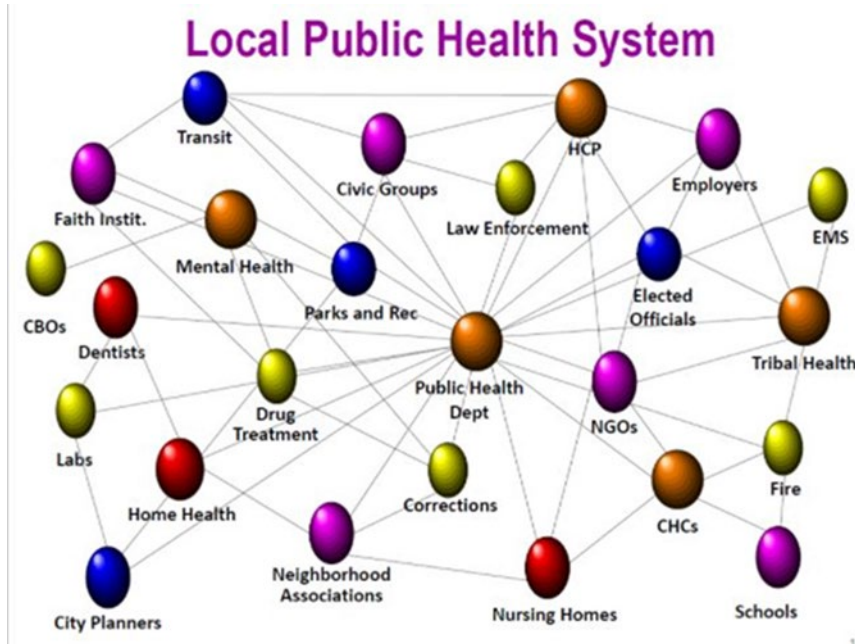 Local Public Health System
Transit
HCP
Civic Groups
Employers
Faith Instit.
Law Enforcement
EMS
Mental Health
Parks and Rec
Elected
Officials
CBOs
Dentists
Tribal Health
Public Health
Dept
Drug
Treatment
NGOs
Labs
Home Health
Corrections
CHCs
Fire
Neighborhood
Associations
Nursing Homes
Schools
City Planners